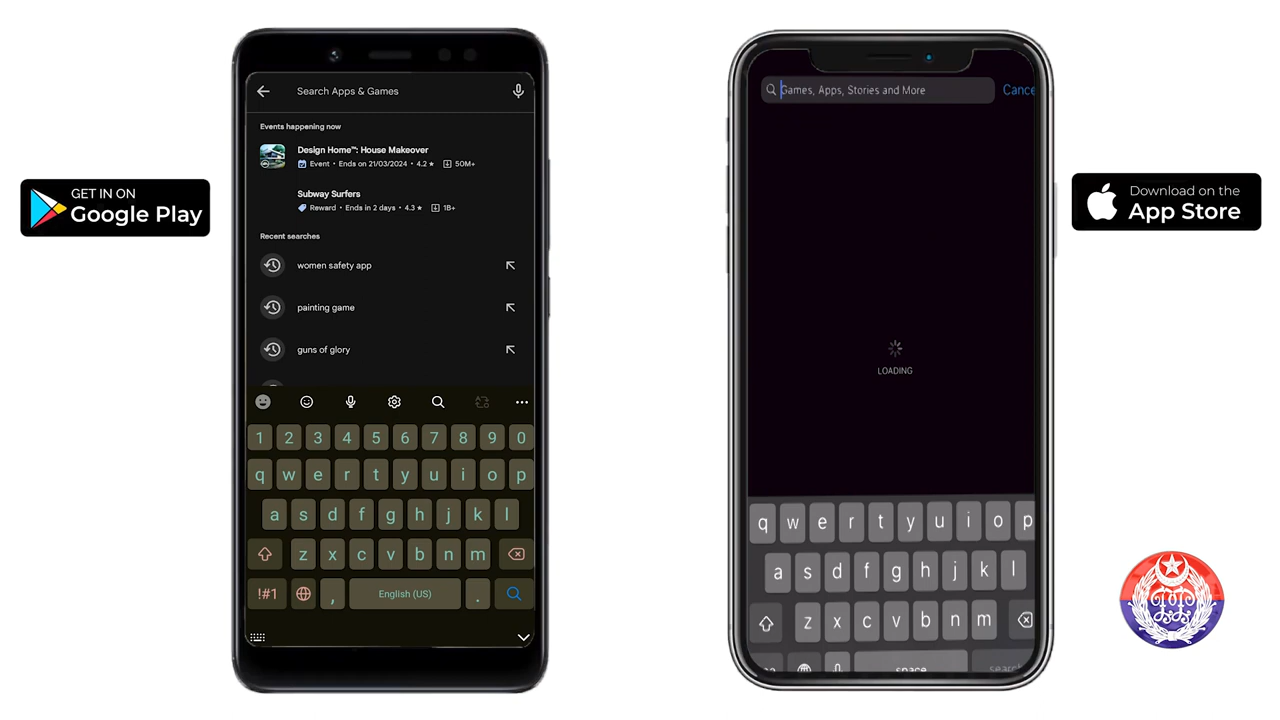 GET IN ON
Google Play
Search Apps & Games
Events happening now
Design Home™: House Makeover
Event • Ends on 21/03/2024 • 4.2 ★ 50M+
Subway Surfers
Reward • Ends in 2 days • 4.3 ★ 1B+
Recent searches
women safety app
painting game
guns of glory
1 2 3 4 5 6 7 8 9 0
q w e r t y u i o p
a s d f g h j k l
z x c v b n m
!#1 , English (US) .
Games, Apps, Stories and More
Cance
LOADING
q w e r t y u i o p
a s d f g h j k l
z x c v b n m
space search
Download on the
App Store